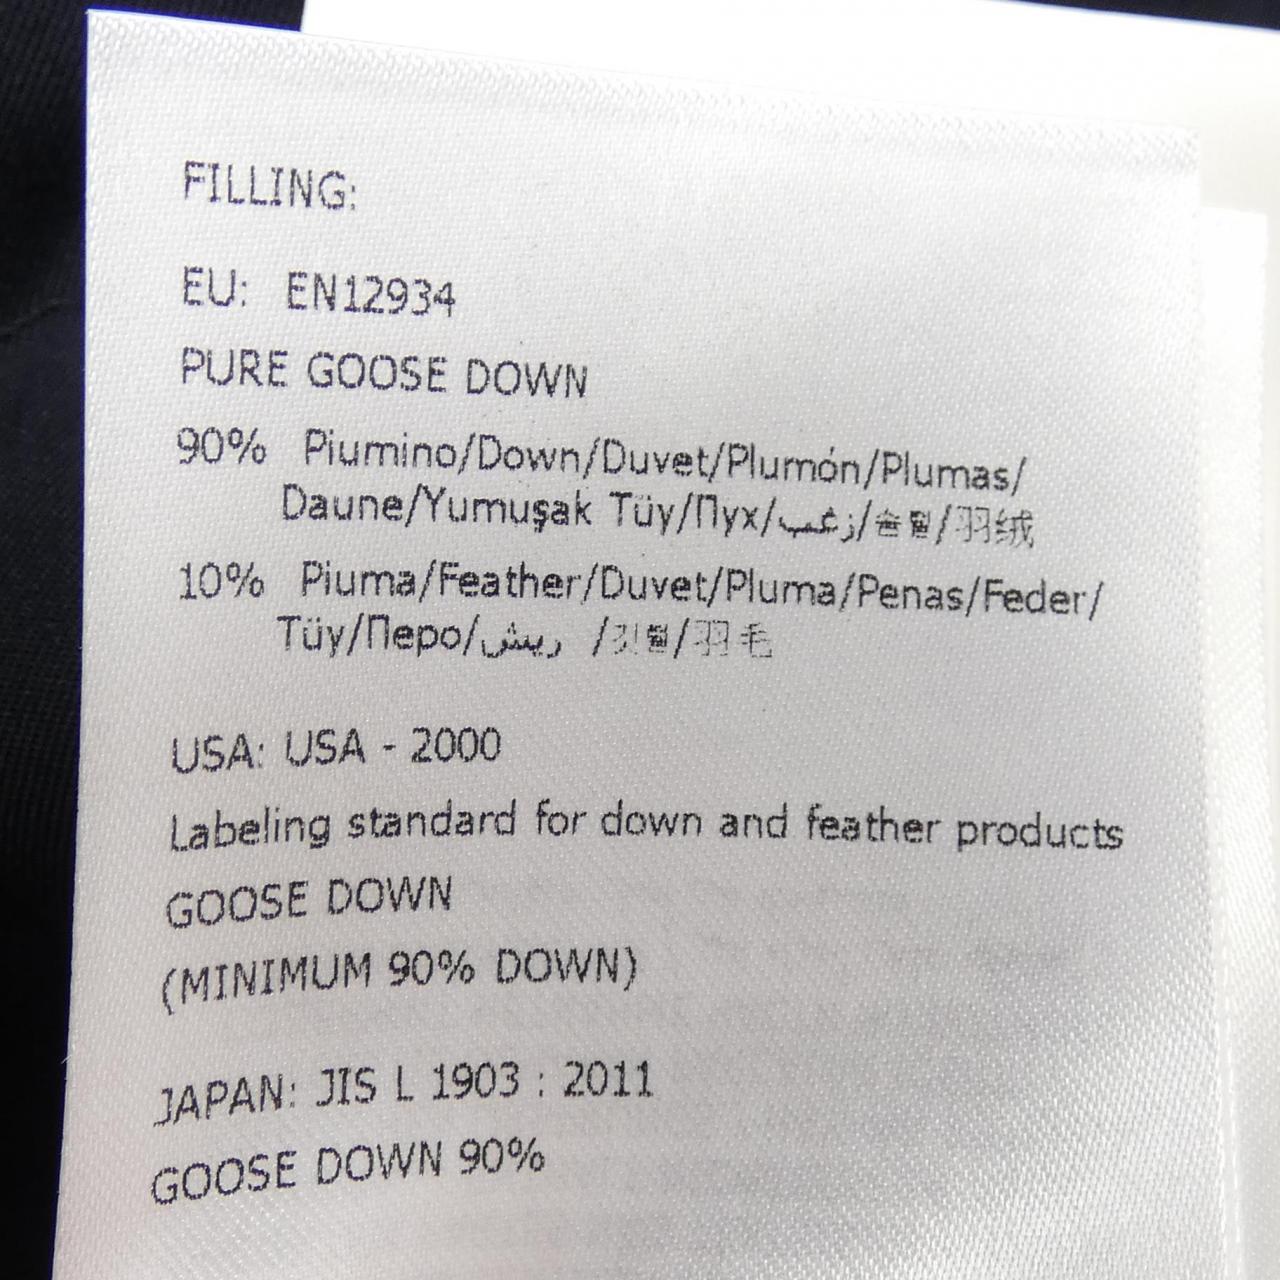 FILLING:
EU: EN12934
PURE GOOSE DOWN
90% Piumino/Down/Duvet/Plumón/Plumas/
Daune/Yumuşak Tüy/Пух/زغب/솜털/羽绒
10% Piuma/Feather/Duvet/Pluma/Penas/Feder/
Tüy/Перо/ريش /깃털/羽毛
USA: USA - 2000
Labeling standard for down and feather products
GOOSE DOWN
(MINIMUM 90% DOWN)
JAPAN: JIS L 1903 : 2011
GOOSE DOWN 90%